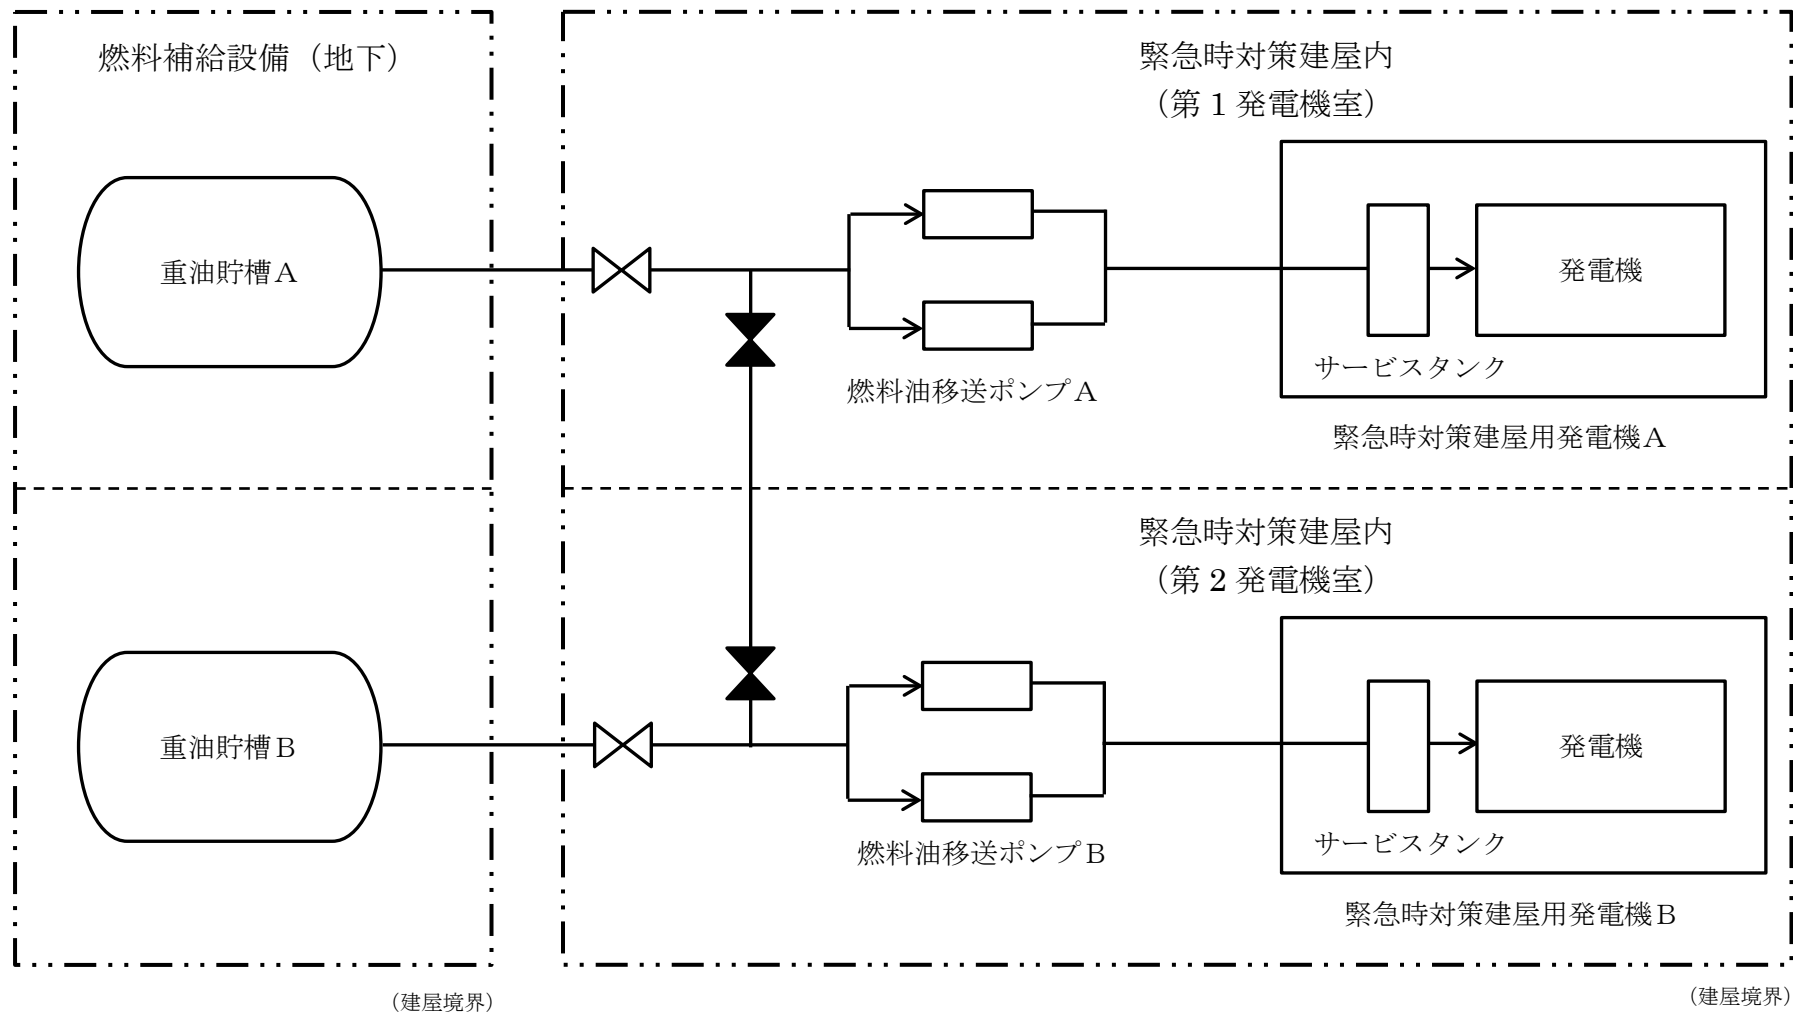 燃料補給設備（地下）
緊急時対策建屋内
（第１発電機室）
重油貯槽Ａ
発電機
サービスタンク
燃料油移送ポンプＡ
緊急時対策建屋用発電機Ａ
緊急時対策建屋内
（第２発電機室）
重油貯槽Ｂ
発電機
サービスタンク
燃料油移送ポンプＢ
緊急時対策建屋用発電機Ｂ
（建屋境界）
（建屋境界）